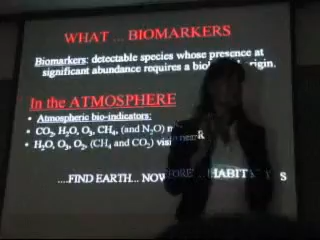 WHAT ... BIOMARKERS
Biomarkers: detectable species whose presence at
significant abundance requires a origin.
In the ATMOSPHERE
• Atmospheric bio-indicators:
• CO2, H2O, O3, CH4, (and N2O)
• H2O, O3, O2, (CH4 and CO2)
....FIND EARTH...